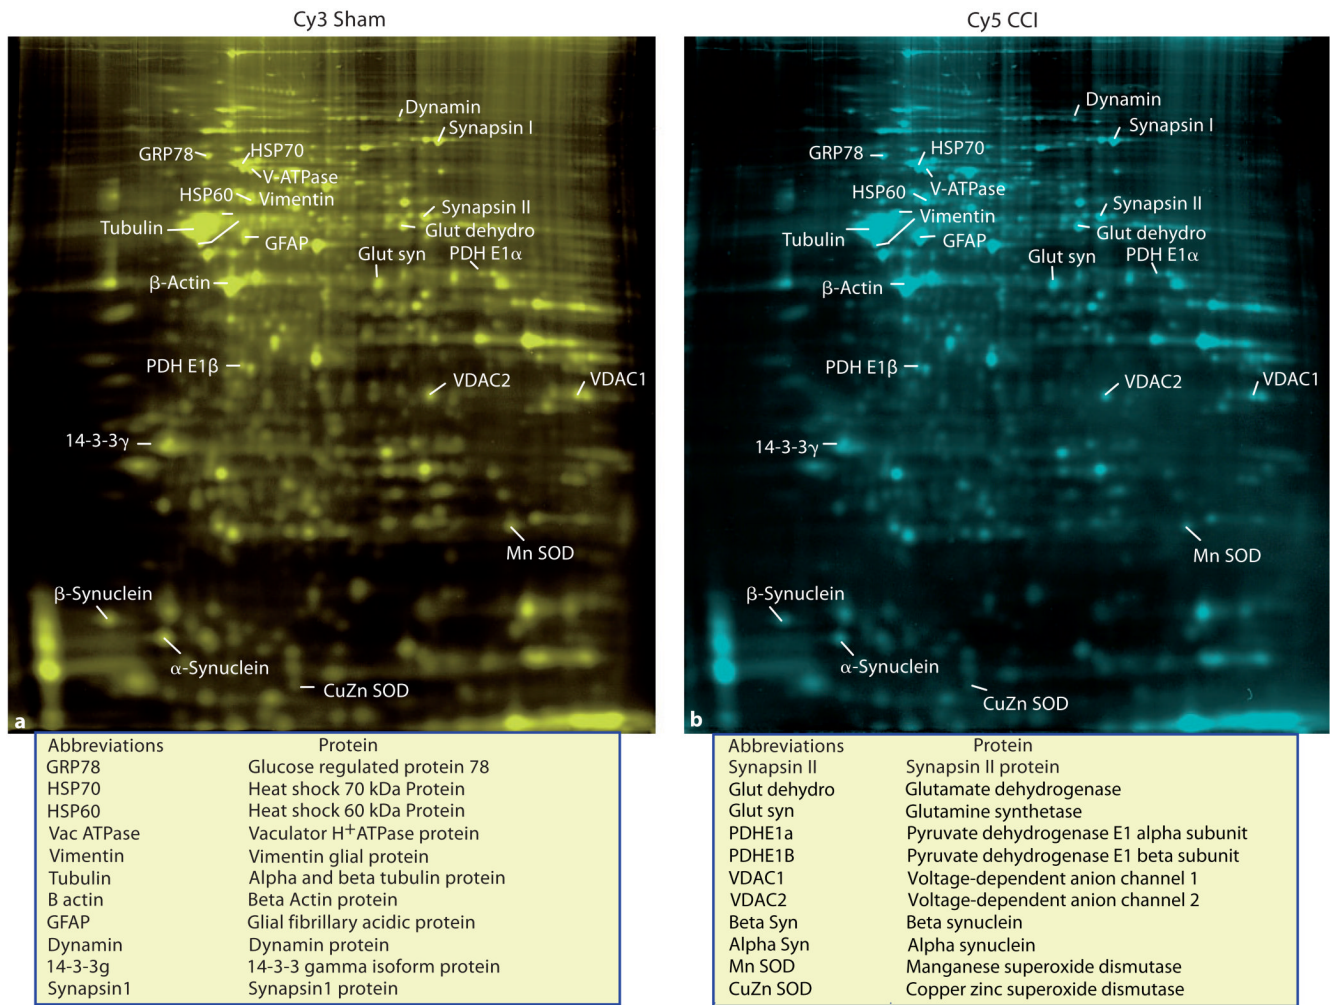 Cy3 Sham
Dynamin
Synapsin I
GRP78
HSP70
V-ATPase
HSP60
Vimentin
Synapsin II
Tubulin
Glut dehydro
GFAP
Glut syn
PDH E1α
β-Actin
PDH E1β
VDAC2
VDAC1
14-3-3γ
Mn SOD
β-Synuclein
α-Synuclein
CuZn SOD
a
Cy5 CCI
Dynamin
Synapsin I
GRP78
HSP70
V-ATPase
HSP60
Vimentin
Synapsin II
Tubulin
Glut dehydro
GFAP
Glut syn
PDH E1α
β-Actin
PDH E1β
VDAC2
VDAC1
14-3-3γ
Mn SOD
β-Synuclein
α-Synuclein
CuZn SOD
b
Abbreviations Protein
GRP78 Glucose regulated protein 78
HSP70 Heat shock 70 kDa Protein
HSP60 Heat shock 60 kDa Protein
Vac ATPase Vaculator H+ATPase protein
Vimentin Vimentin glial protein
Tubulin Alpha and beta tubulin protein
B actin Beta Actin protein
GFAP Glial fibrillary acidic protein
Dynamin Dynamin protein
14-3-3g 14-3-3 gamma isoform protein
Synapsin1 Synapsin1 protein
Abbreviations Protein
Synapsin II Synapsin II protein
Glut dehydro Glutamate dehydrogenase
Glut syn Glutamine synthetase
PDHE1a Pyruvate dehydrogenase E1 alpha subunit
PDHE1B Pyruvate dehydrogenase E1 beta subunit
VDAC1 Voltage-dependent anion channel 1
VDAC2 Voltage-dependent anion channel 2
Beta Syn Beta synuclein
Alpha Syn Alpha synuclein
Mn SOD Manganese superoxide dismutase
CuZn SOD Copper zinc superoxide dismutase